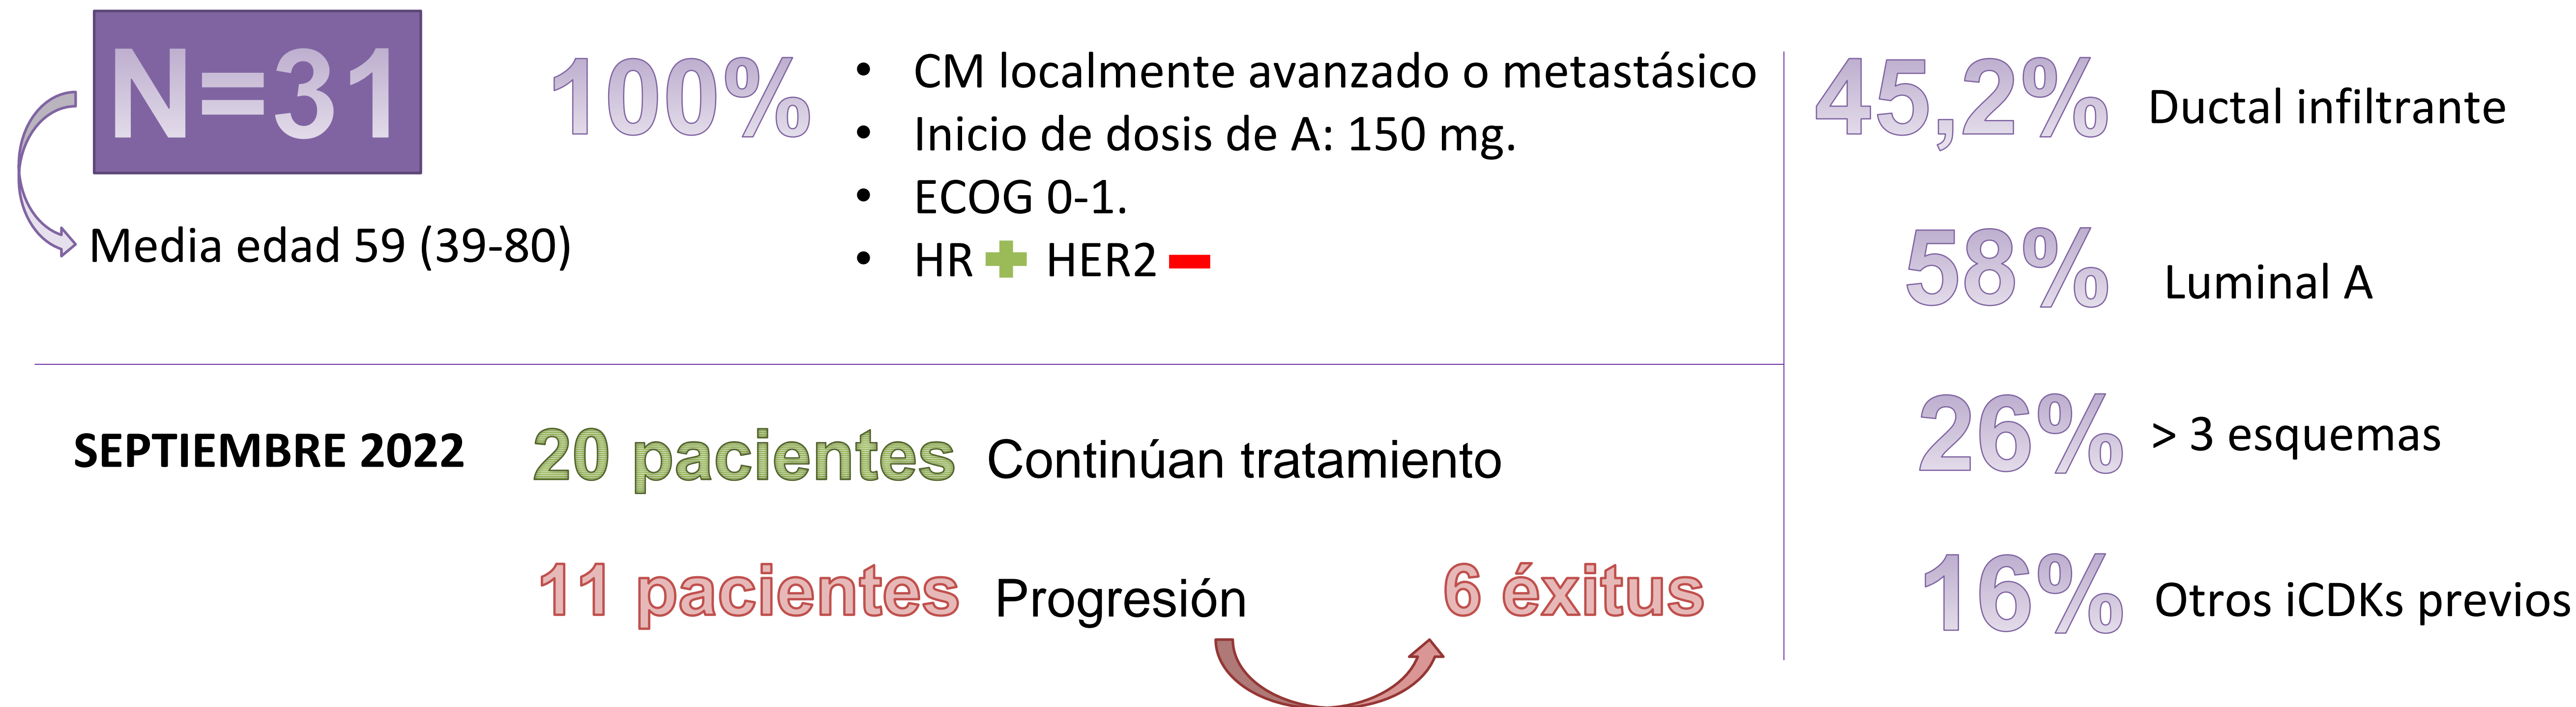 N=31
Media edad 59 (39-80)
100%
• CM localmente avanzado o metastásico
• Inicio de dosis de A: 150 mg.
• ECOG 0-1.
• HR + HER2 -
45,2% Ductal infiltrante
58% Luminal A
26% > 3 esquemas
16% Otros iCDKs previos
SEPTIEMBRE 2022
20 pacientes Continúan tratamiento
11 pacientes Progresión
6 éxitus